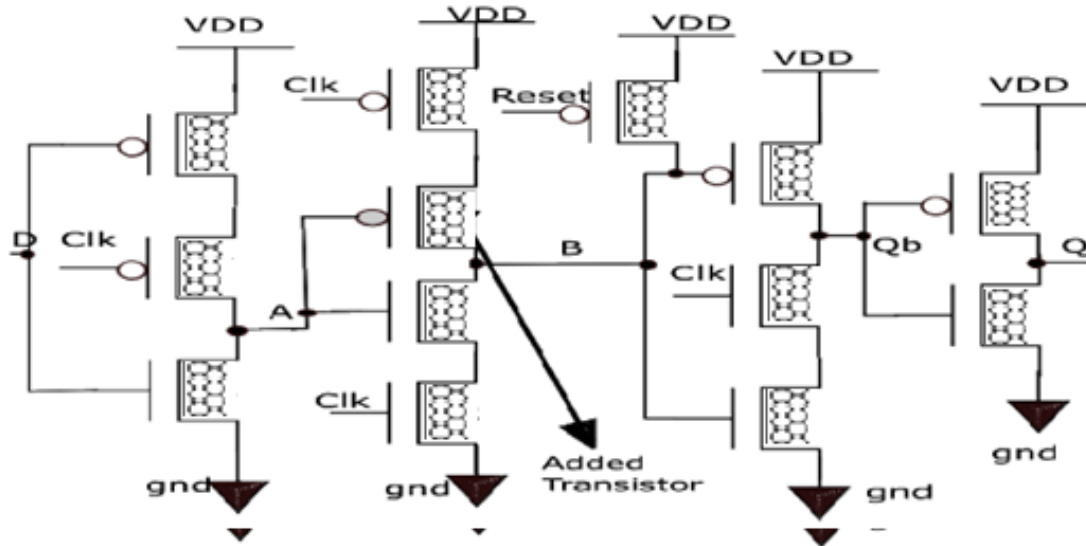 VDD
VDD
VDD
VDD
VDD
Clk
Reset
D
Clk
A
B
Clk
Qb
Q
Clk
Added
Transistor
gnd
gnd
gnd
gnd